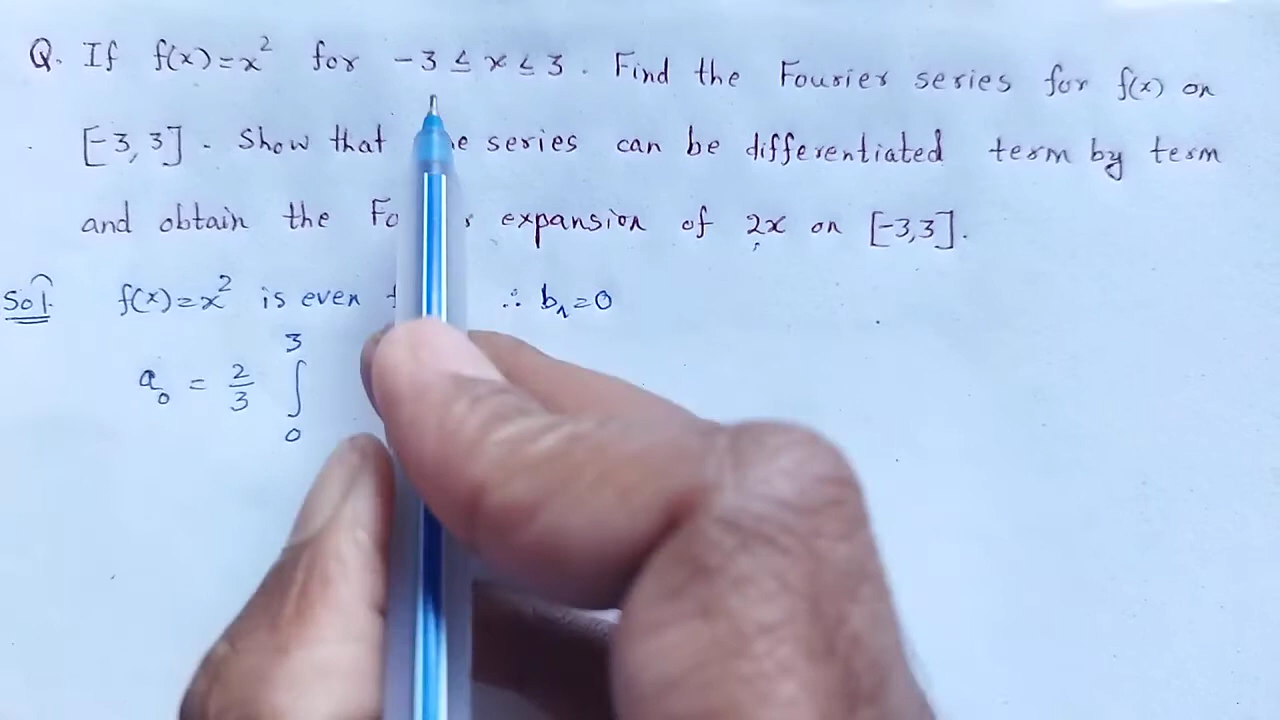 Q. If f(x)=x² for -3 ≤ x ≤ 3. Find the Fourier series for f(x) on
[-3,3]. Show that series can be differentiated term by term
and obtain the expansion of 2x on [-3,3].
Sol. f(x)=x² is even ∴ bₙ=0
3
a₀ = 2/3 ∫
0